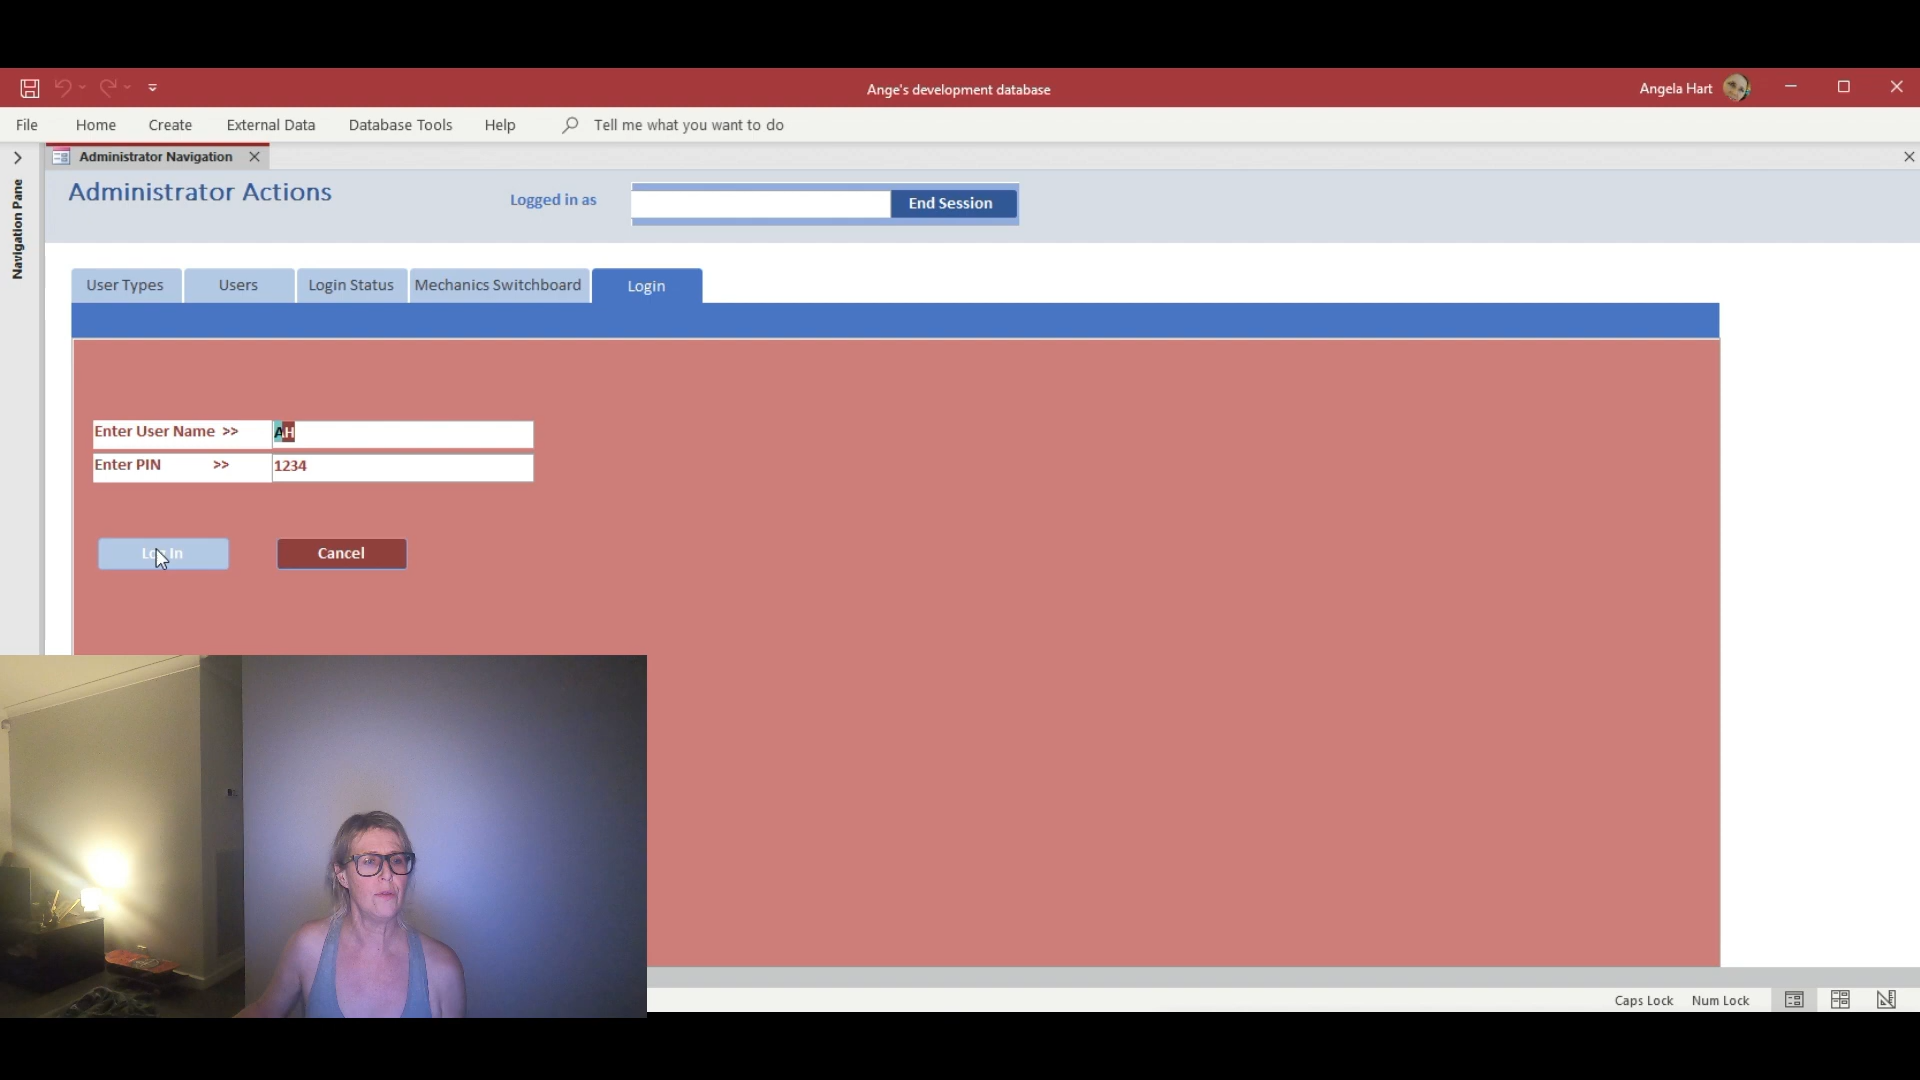 Ange's development database
Angela Hart
File Home Create External Data Database Tools Help Tell me what you want to do
Navigation Pane
Administrator Navigation
Administrator Actions
Logged in as
End Session
User Types Users Login Status Mechanics Switchboard Login
Enter User Name >> AH
Enter PIN >> 1234
Log In Cancel
Caps Lock Num Lock